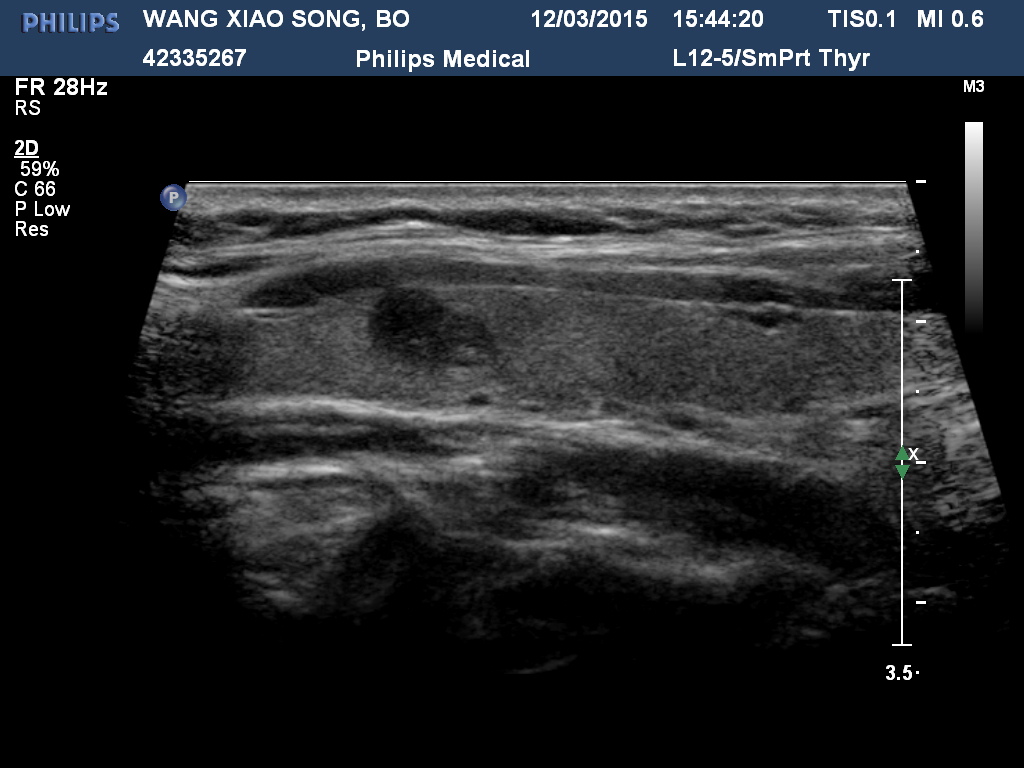 PHILIPS WANG XIAO SONG, BO 12/03/2015 15:44:20 TIS0.1 MI 0.6
42335267 Philips Medical L12-5/SmPrt Thyr
FR 28Hz
M3
RS
2D
59%
C 66
P Low
Res
P
X
3.5